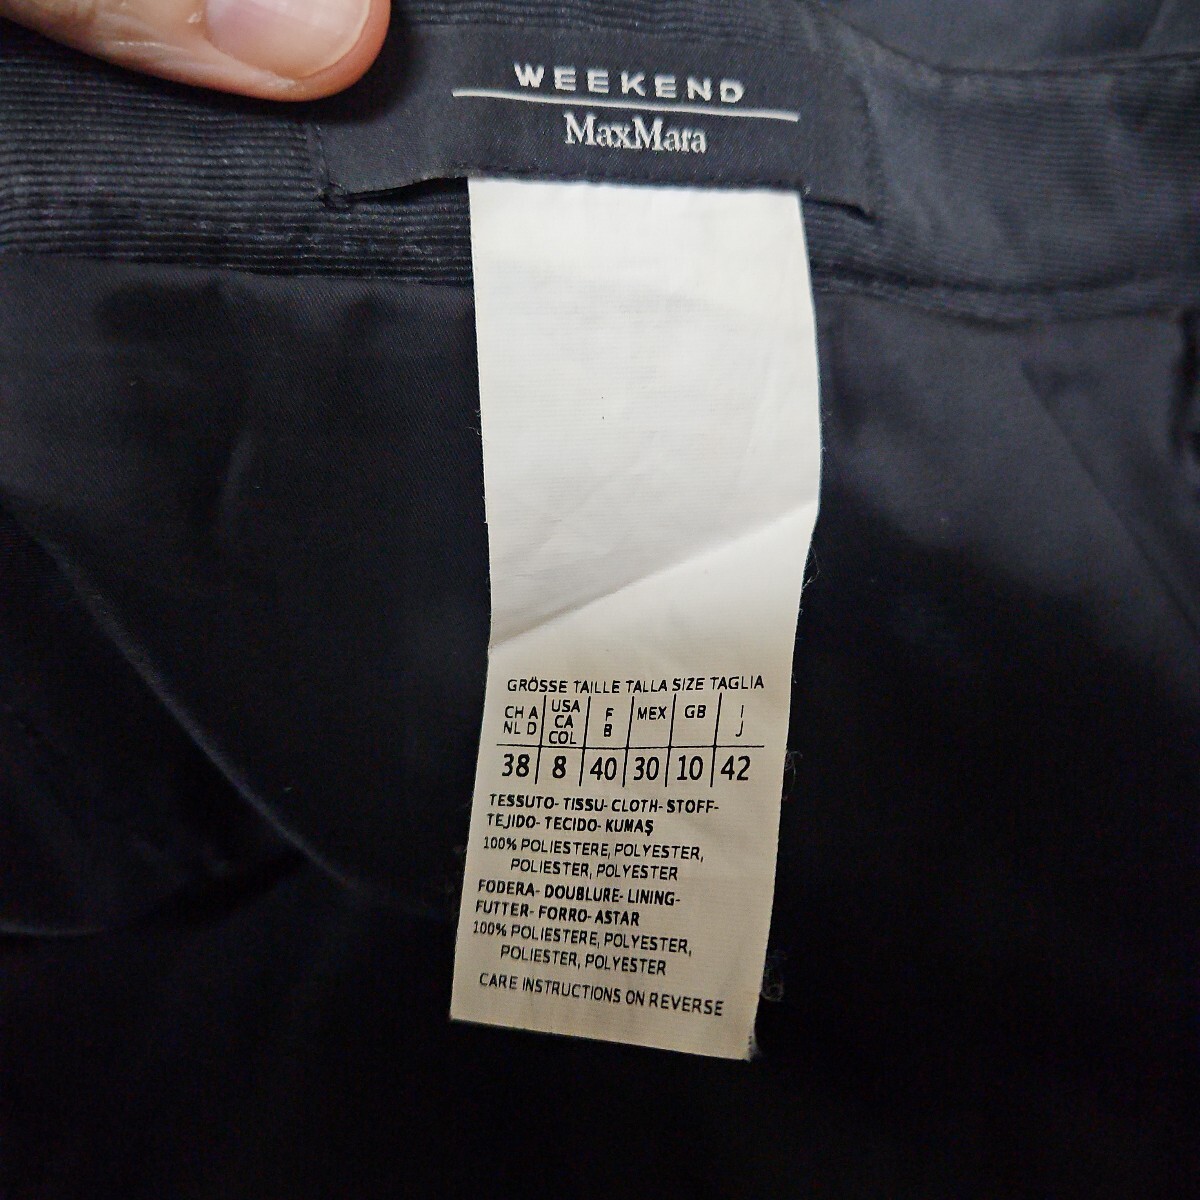 WEEKEND
MaxMara
GRÖSSE TAILLE TALLA SIZE TAGLIA
CH A NL D USA CA COL F B MEX GB I J
38 8 40 30 10 42
TESSUTO- TISSU- CLOTH- STOFF-
TEJIDO- TECIDO- KUMAŞ
100% POLIESTERE, POLYESTER,
POLIESTER, POLYESTER
FODERA- DOUBLURE- LINING-
FUTTER- FORRO- ASTAR
100% POLIESTERE, POLYESTER,
POLIESTER, POLYESTER
CARE INSTRUCTIONS ON REVERSE